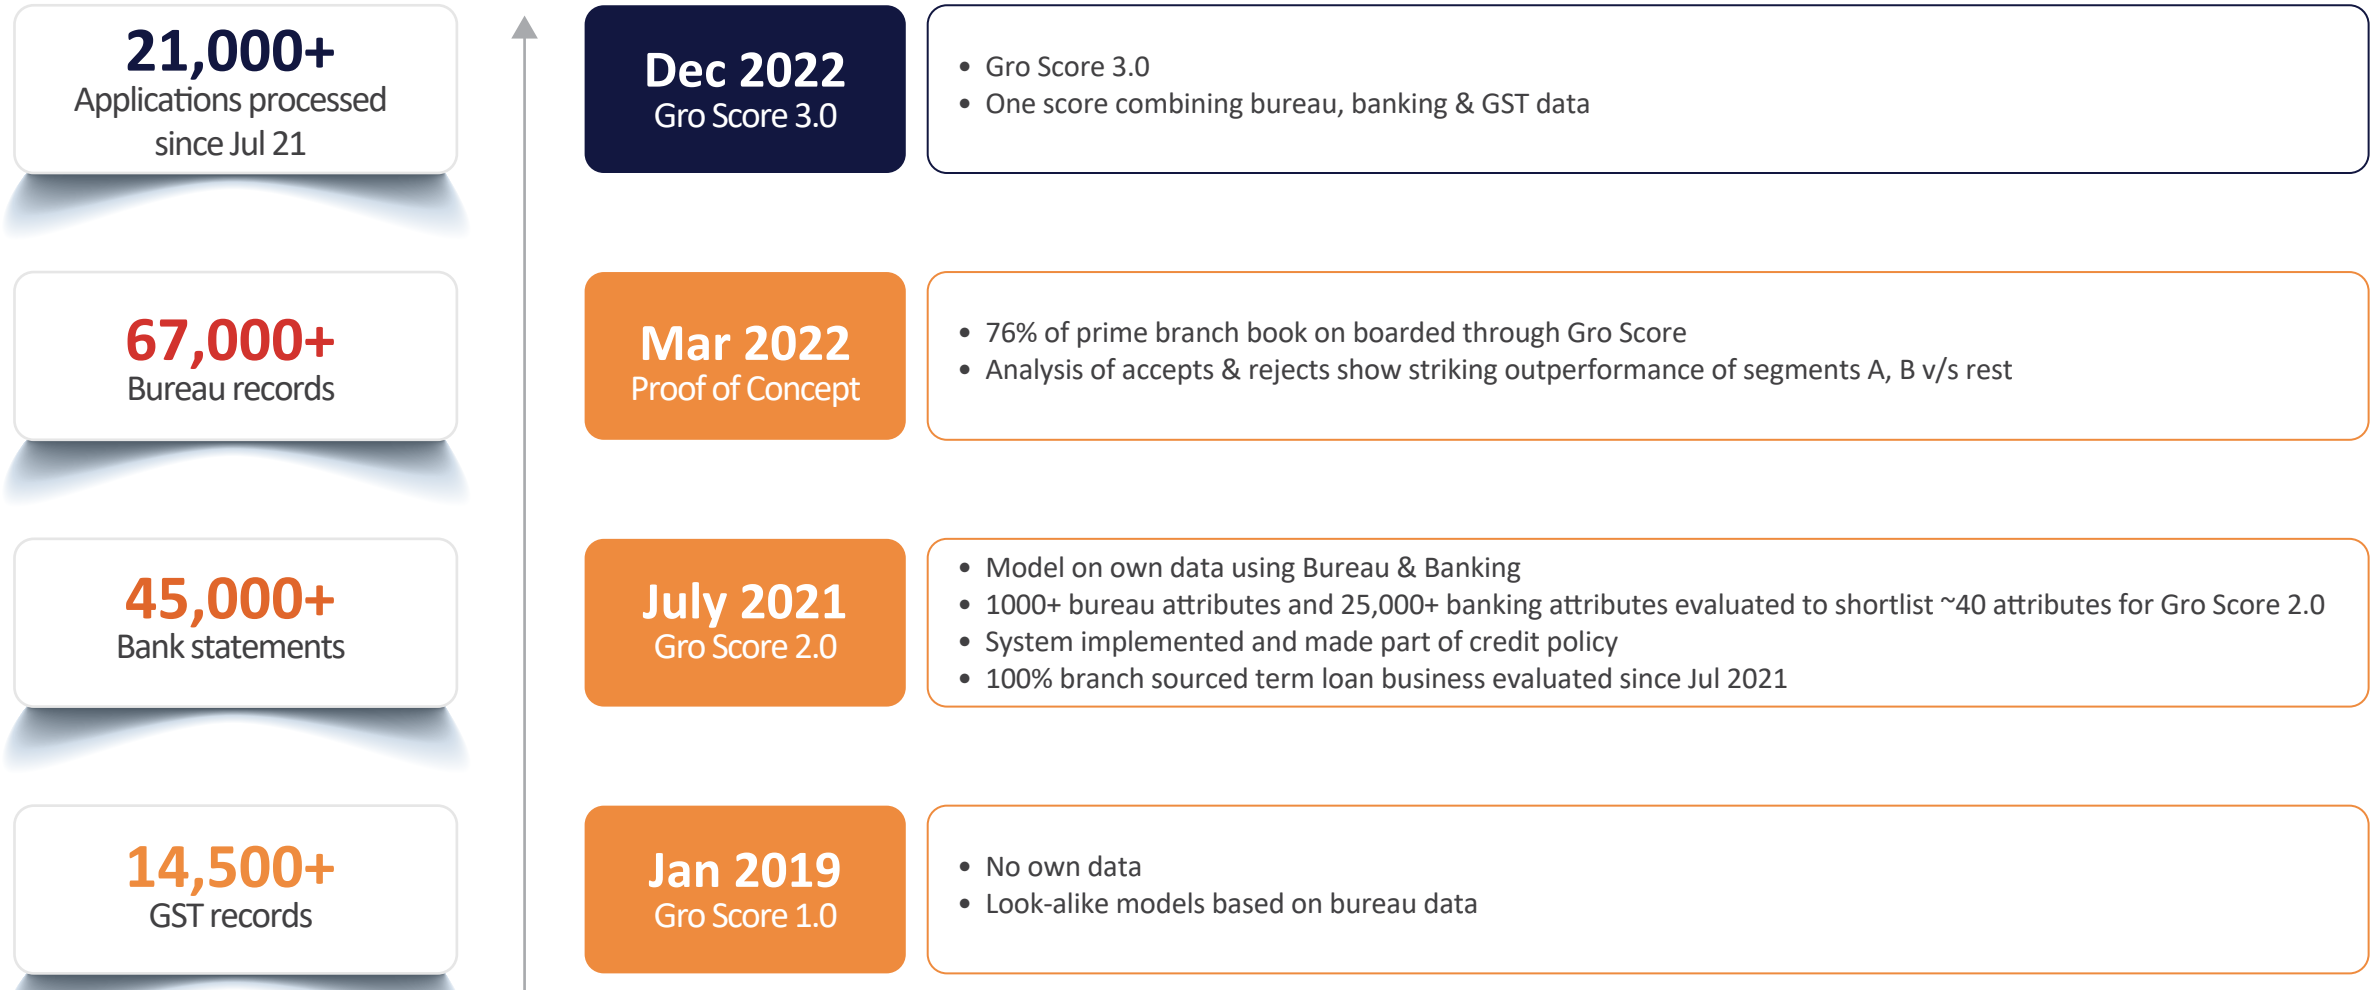 21,000+
Applications processed
since Jul 21
Dec 2022
Gro Score 3.0
• Gro Score 3.0
• One score combining bureau, banking & GST data
67,000+
Bureau records
Mar 2022
Proof of Concept
• 76% of prime branch book on boarded through Gro Score
• Analysis of accepts & rejects show striking outperformance of segments A, B v/s rest
45,000+
Bank statements
July 2021
Gro Score 2.0
• Model on own data using Bureau & Banking
• 1000+ bureau attributes and 25,000+ banking attributes evaluated to shortlist ~40 attributes for Gro Score 2.0
• System implemented and made part of credit policy
• 100% branch sourced term loan business evaluated since Jul 2021
14,500+
GST records
Jan 2019
Gro Score 1.0
• No own data
• Look-alike models based on bureau data